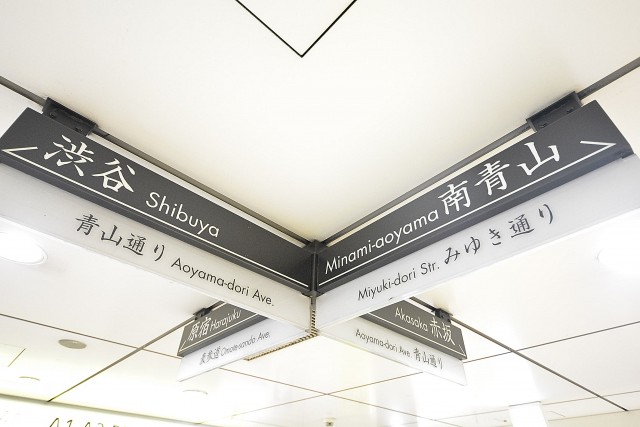 渋谷 Shibuya
青山通り Aoyama-dori Ave.
Minami-aoyama 南青山
Miyuki-dori Str. みゆき通り
原宿 Harajuku
表参道 Omote-sando Ave.
Akasaka 赤坂
Aoyama-dori Ave. 青山通り